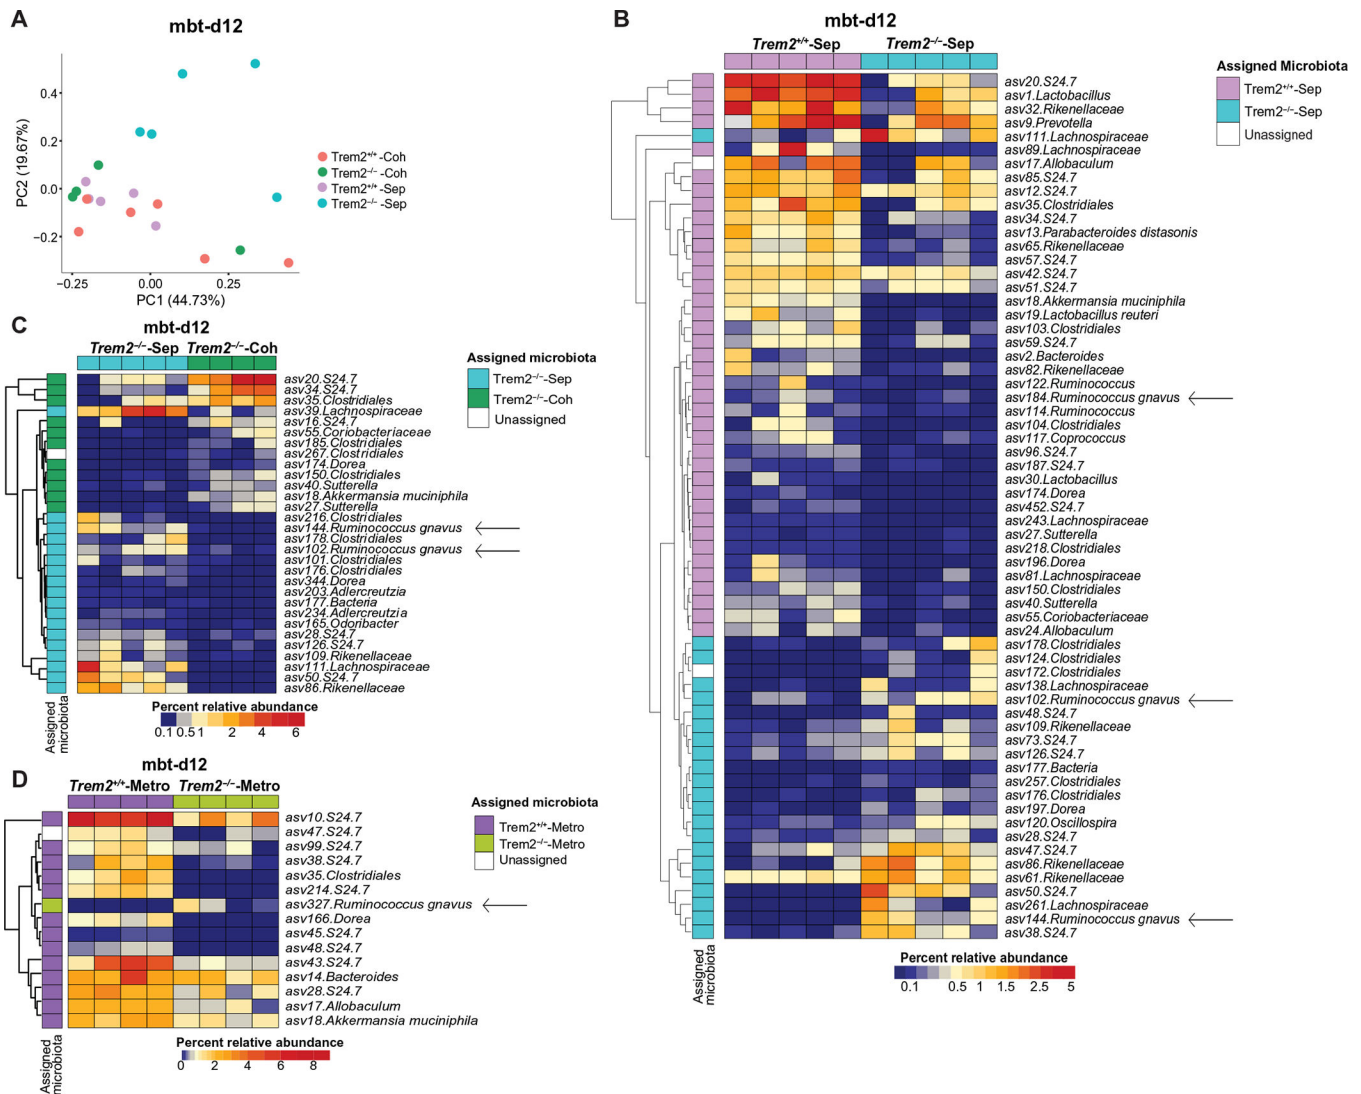 A
mbt-d12
PC2 (19.67%)
0.4
0.2
0.0
−0.2
−0.25
0.00
0.25
PC1 (44.73%)
Trem2+/+-Coh
Trem2−/−-Coh
Trem2+/+-Sep
Trem2−/−-Sep
B
mbt-d12
Trem2+/+-Sep
Trem2−/−-Sep
asv20.S24.7
asv1.Lactobacillus
asv32.Rikenellaceae
asv9.Prevotella
asv111.Lachnospiraceae
asv89.Lachnospiraceae
asv17.Allobaculum
asv85.S24.7
asv12.S24.7
asv35.Clostridiales
asv34.S24.7
asv13.Parabacteroides distasonis
asv65.Rikenellaceae
asv57.S24.7
asv42.S24.7
asv51.S24.7
asv18.Akkermansia muciniphila
asv19.Lactobacillus reuteri
asv103.Clostridiales
asv59.S24.7
asv2.Bacteroides
asv82.Rikenellaceae
asv122.Ruminococcus
asv184.Ruminococcus gnavus
asv114.Ruminococcus
asv104.Clostridiales
asv117.Coprococcus
asv96.S24.7
asv187.S24.7
asv30.Lactobacillus
asv174.Dorea
asv452.S24.7
asv243.Lachnospiraceae
asv27.Sutterella
asv218.Clostridiales
asv196.Dorea
asv81.Lachnospiraceae
asv150.Clostridiales
asv40.Sutterella
asv55.Coriobacteriaceae
asv24.Allobaculum
asv178.Clostridiales
asv124.Clostridiales
asv172.Clostridiales
asv138.Lachnospiraceae
asv102.Ruminococcus gnavus
asv48.S24.7
asv109.Rikenellaceae
asv73.S24.7
asv126.S24.7
asv177.Bacteria
asv257.Clostridiales
asv176.Clostridiales
asv197.Dorea
asv120.Oscillospira
asv28.S24.7
asv47.S24.7
asv86.Rikenellaceae
asv61.Rikenellaceae
asv50.S24.7
asv261.Lachnospiraceae
asv144.Ruminococcus gnavus
asv38.S24.7
Assigned Microbiota
Trem2+/+-Sep
Trem2−/−-Sep
Unassigned
Assigned
microbiota
Percent relative abundance
0.1 0.5 1 1.5 2.5 5
C
mbt-d12
Trem2−/−-Sep
Trem2−/−-Coh
asv20.S24.7
asv34.S24.7
asv35.Clostridiales
asv39.Lachnospiraceae
asv16.S24.7
asv55.Coriobacteriaceae
asv185.Clostridiales
asv267.Clostridiales
asv174.Dorea
asv150.Clostridiales
asv40.Sutterella
asv18.Akkermansia muciniphila
asv27.Sutterella
asv216.Clostridiales
asv144.Ruminococcus gnavus
asv178.Clostridiales
asv102.Ruminococcus gnavus
asv101.Clostridiales
asv176.Clostridiales
asv344.Dorea
asv203.Adlercreutzia
asv177.Bacteria
asv234.Adlercreutzia
asv165.Odoribacter
asv28.S24.7
asv126.S24.7
asv109.Rikenellaceae
asv111.Lachnospiraceae
asv50.S24.7
asv86.Rikenellaceae
Assigned microbiota
Trem2−/−-Sep
Trem2−/−-Coh
Unassigned
Assigned
microbiota
Percent relative abundance
0.1 0.5 1 2 4 6
D
mbt-d12
Trem2+/+-Metro
Trem2−/−-Metro
asv10.S24.7
asv47.S24.7
asv99.S24.7
asv38.S24.7
asv35.Clostridiales
asv214.S24.7
asv327.Ruminococcus gnavus
asv166.Dorea
asv45.S24.7
asv48.S24.7
asv43.S24.7
asv14.Bacteroides
asv28.S24.7
asv17.Allobaculum
asv18.Akkermansia muciniphila
Assigned microbiota
Trem2+/+-Metro
Trem2−/−-Metro
Unassigned
Assigned
microbiota
Percent relative abundance
0 2 4 6 8